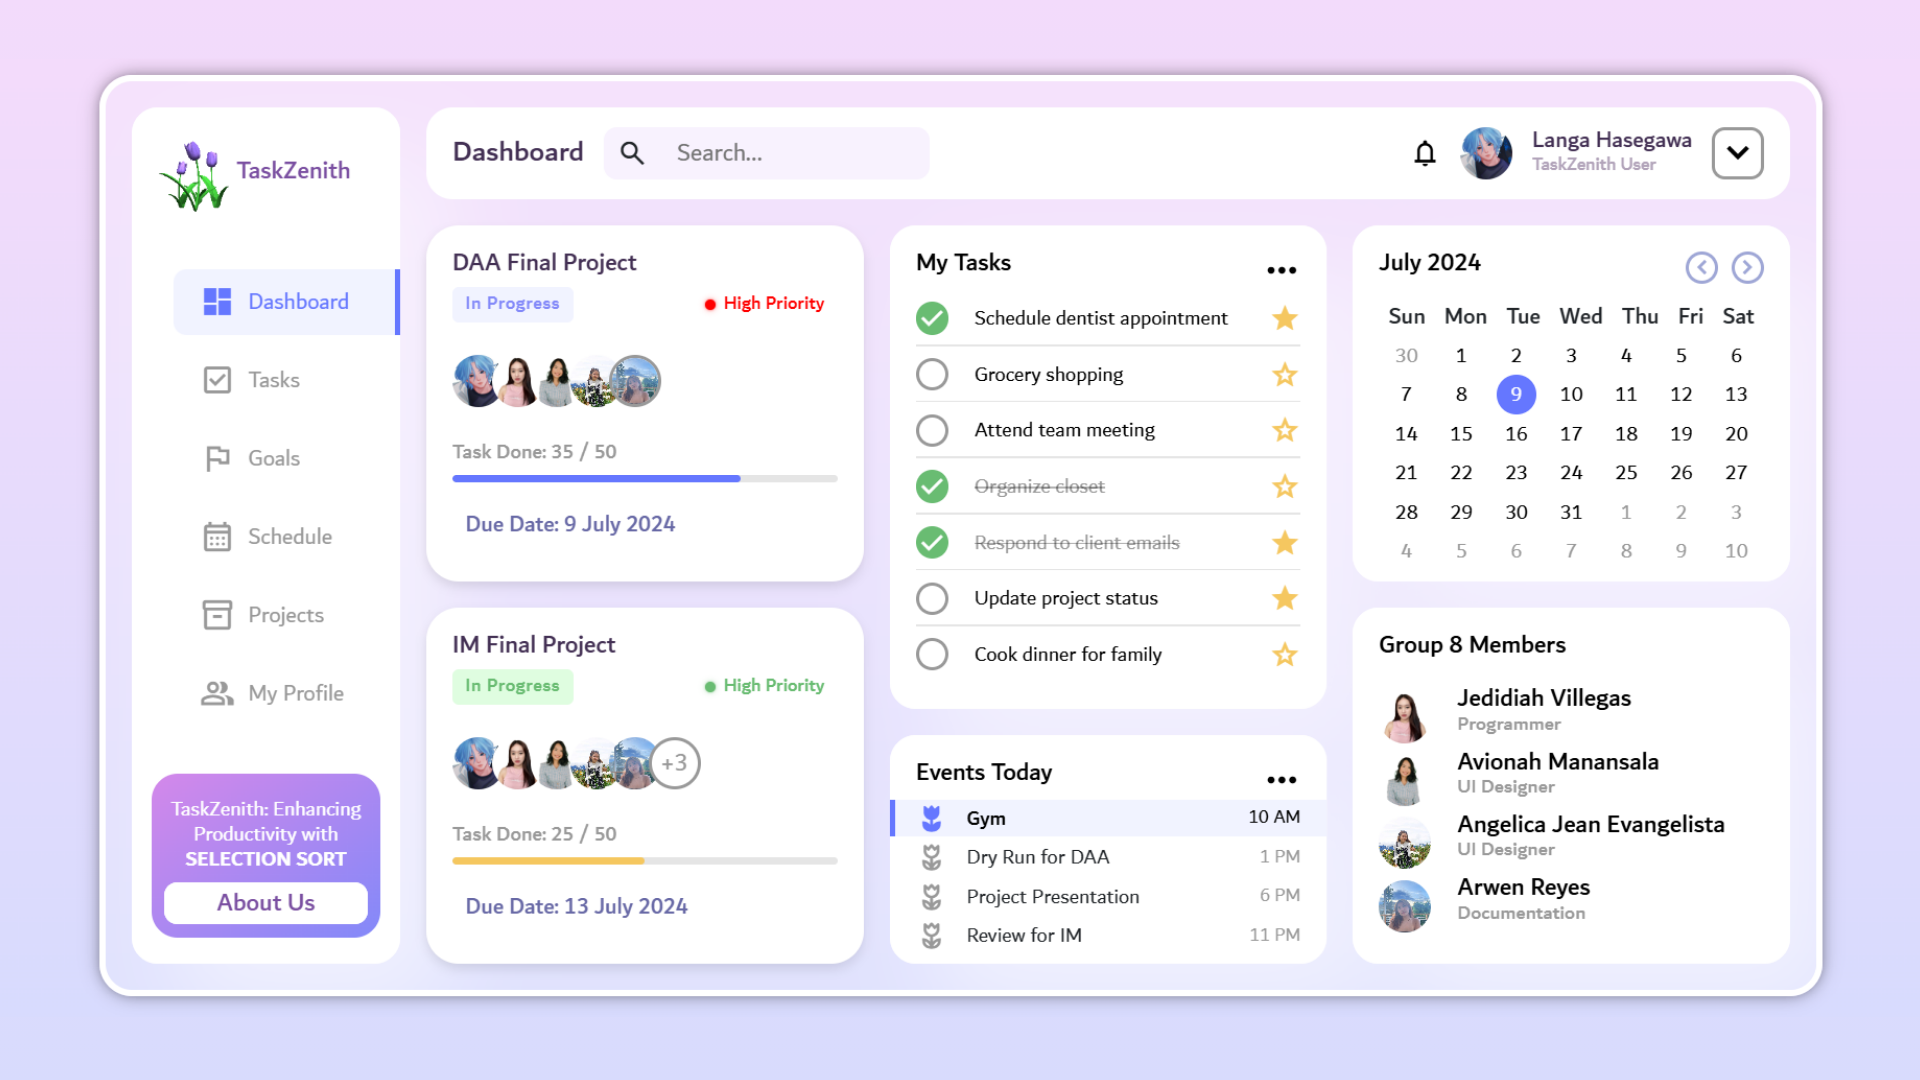 TaskZenith
Dashboard
Tasks
Goals
Schedule
Projects
My Profile
TaskZenith: Enhancing
Productivity with
SELECTION SORT
About Us
Dashboard
Search...
Langa Hasegawa
TaskZenith User
DAA Final Project
In Progress
High Priority
Task Done: 35 / 50
Due Date: 9 July 2024
IM Final Project
In Progress
High Priority
+3
Task Done: 25 / 50
Due Date: 13 July 2024
My Tasks
Schedule dentist appointment
Grocery shopping
Attend team meeting
Organize closet
Respond to client emails
Update project status
Cook dinner for family
Events Today
Gym 10 AM
Dry Run for DAA 1 PM
Project Presentation 6 PM
Review for IM 11 PM
July 2024
Sun Mon Tue Wed Thu Fri Sat
30 1 2 3 4 5 6
7 8 9 10 11 12 13
14 15 16 17 18 19 20
21 22 23 24 25 26 27
28 29 30 31 1 2 3
4 5 6 7 8 9 10
Group 8 Members
Jedidiah Villegas
Programmer
Avionah Manansala
UI Designer
Angelica Jean Evangelista
UI Designer
Arwen Reyes
Documentation